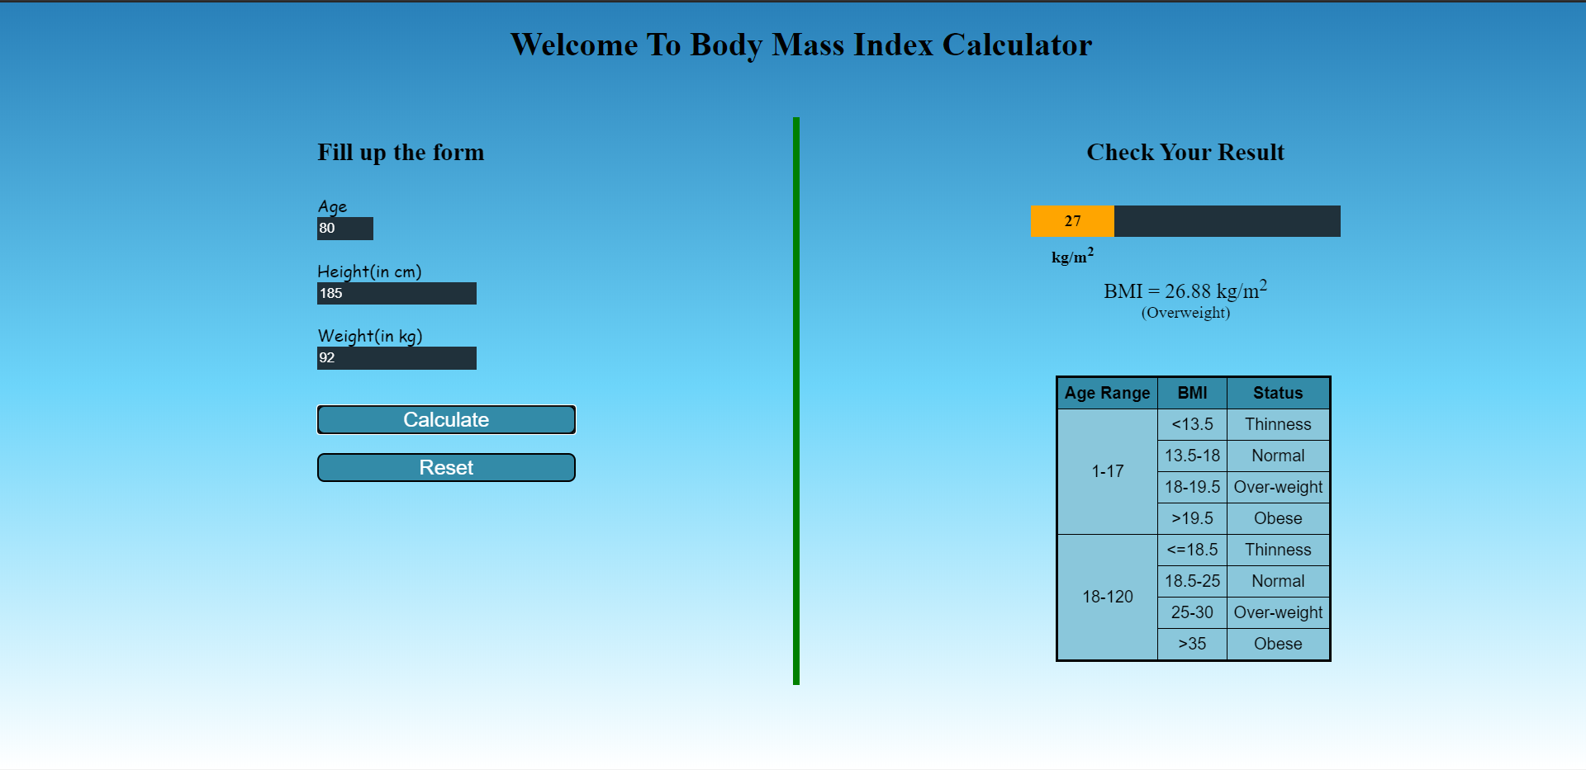 Welcome To Body Mass Index Calculator
Fill up the form
Age
80
Height(in cm)
185
Weight(in kg)
92
Calculate
Reset
Check Your Result
27
kg/m²
BMI = 26.88 kg/m²
(Overweight)
Age Range BMI Status
1-17
<13.5 Thinness
13.5-18 Normal
18-19.5 Over-weight
>19.5 Obese
18-120
<=18.5 Thinness
18.5-25 Normal
25-30 Over-weight
>35 Obese